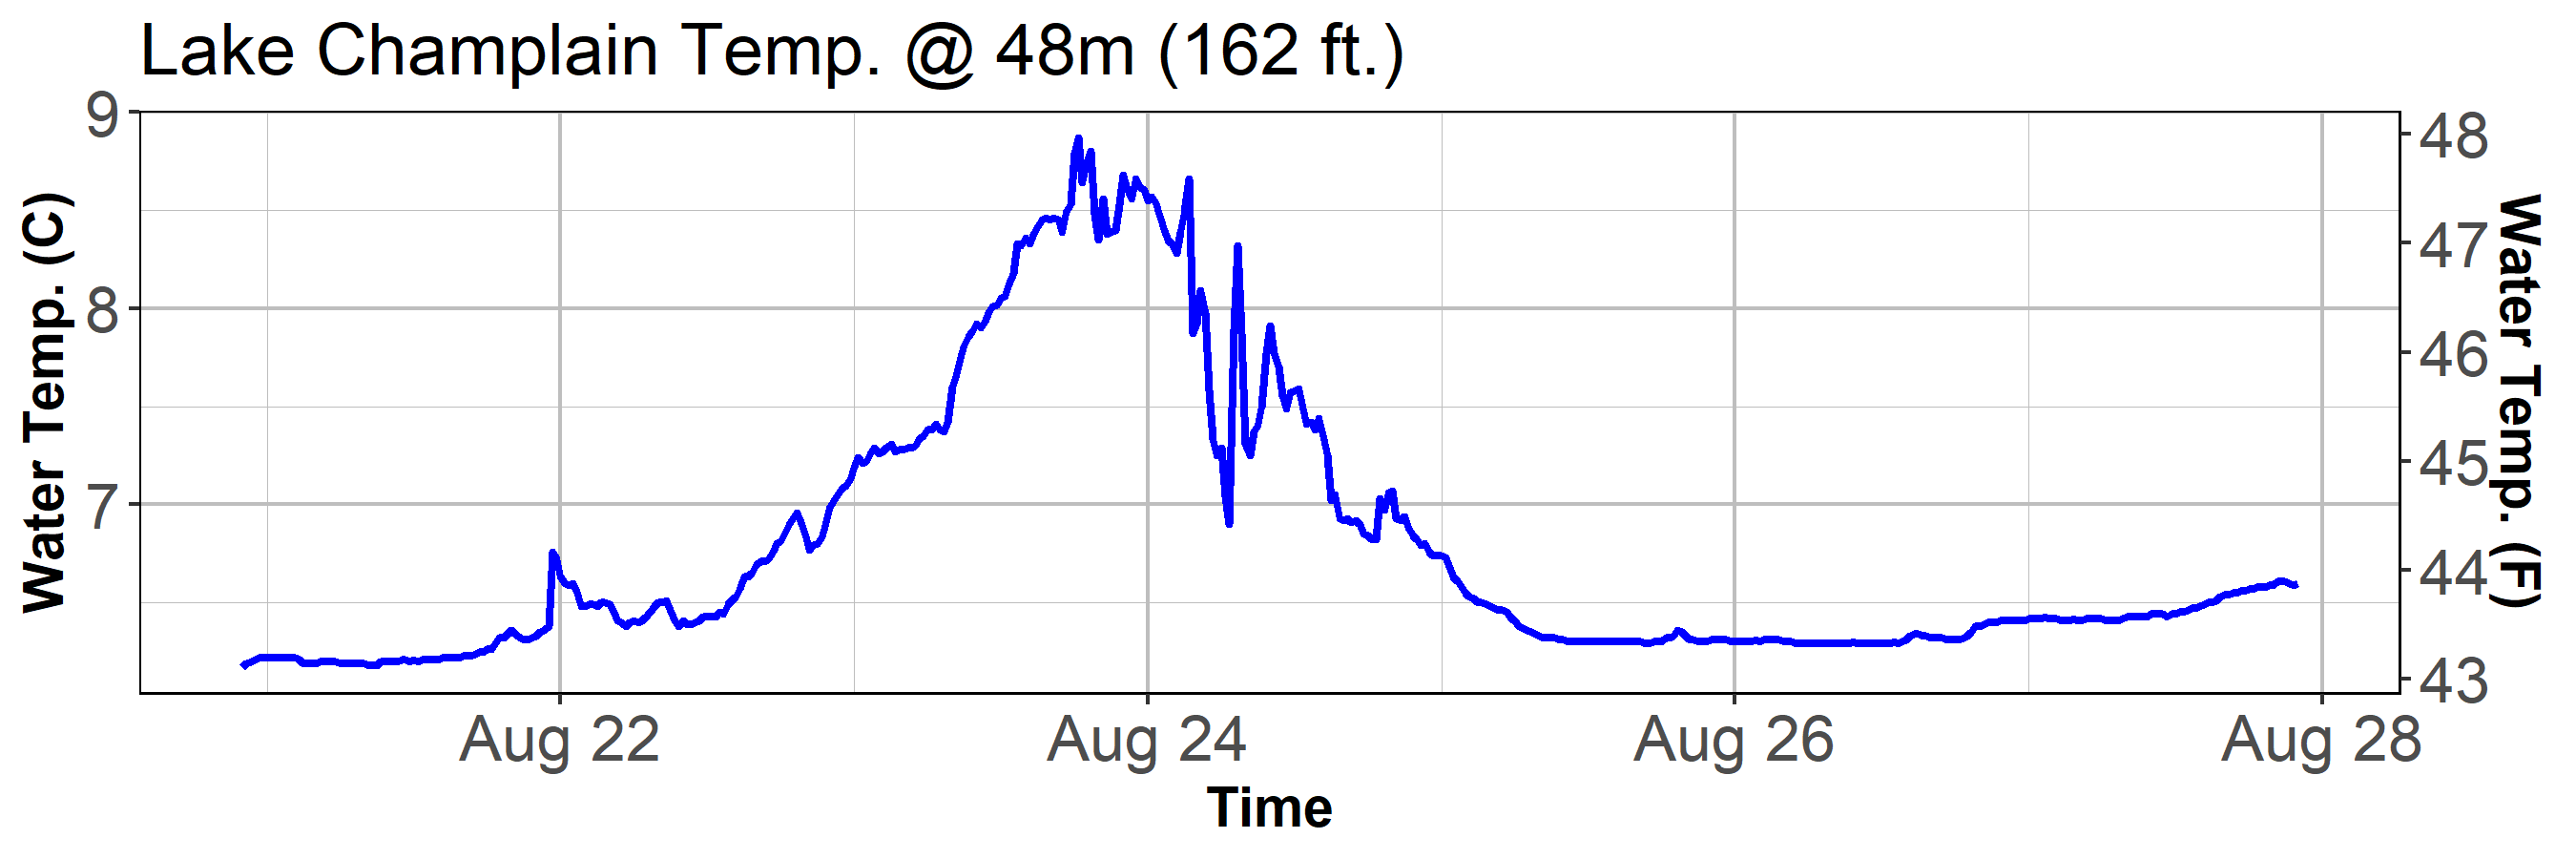 Lake Champlain Temp. @ 48m (162 ft.)
9
8
7
Water Temp. (C)
48
47
46
45
44
43
Water Temp. (F)
Aug 22
Aug 24
Aug 26
Aug 28
Time